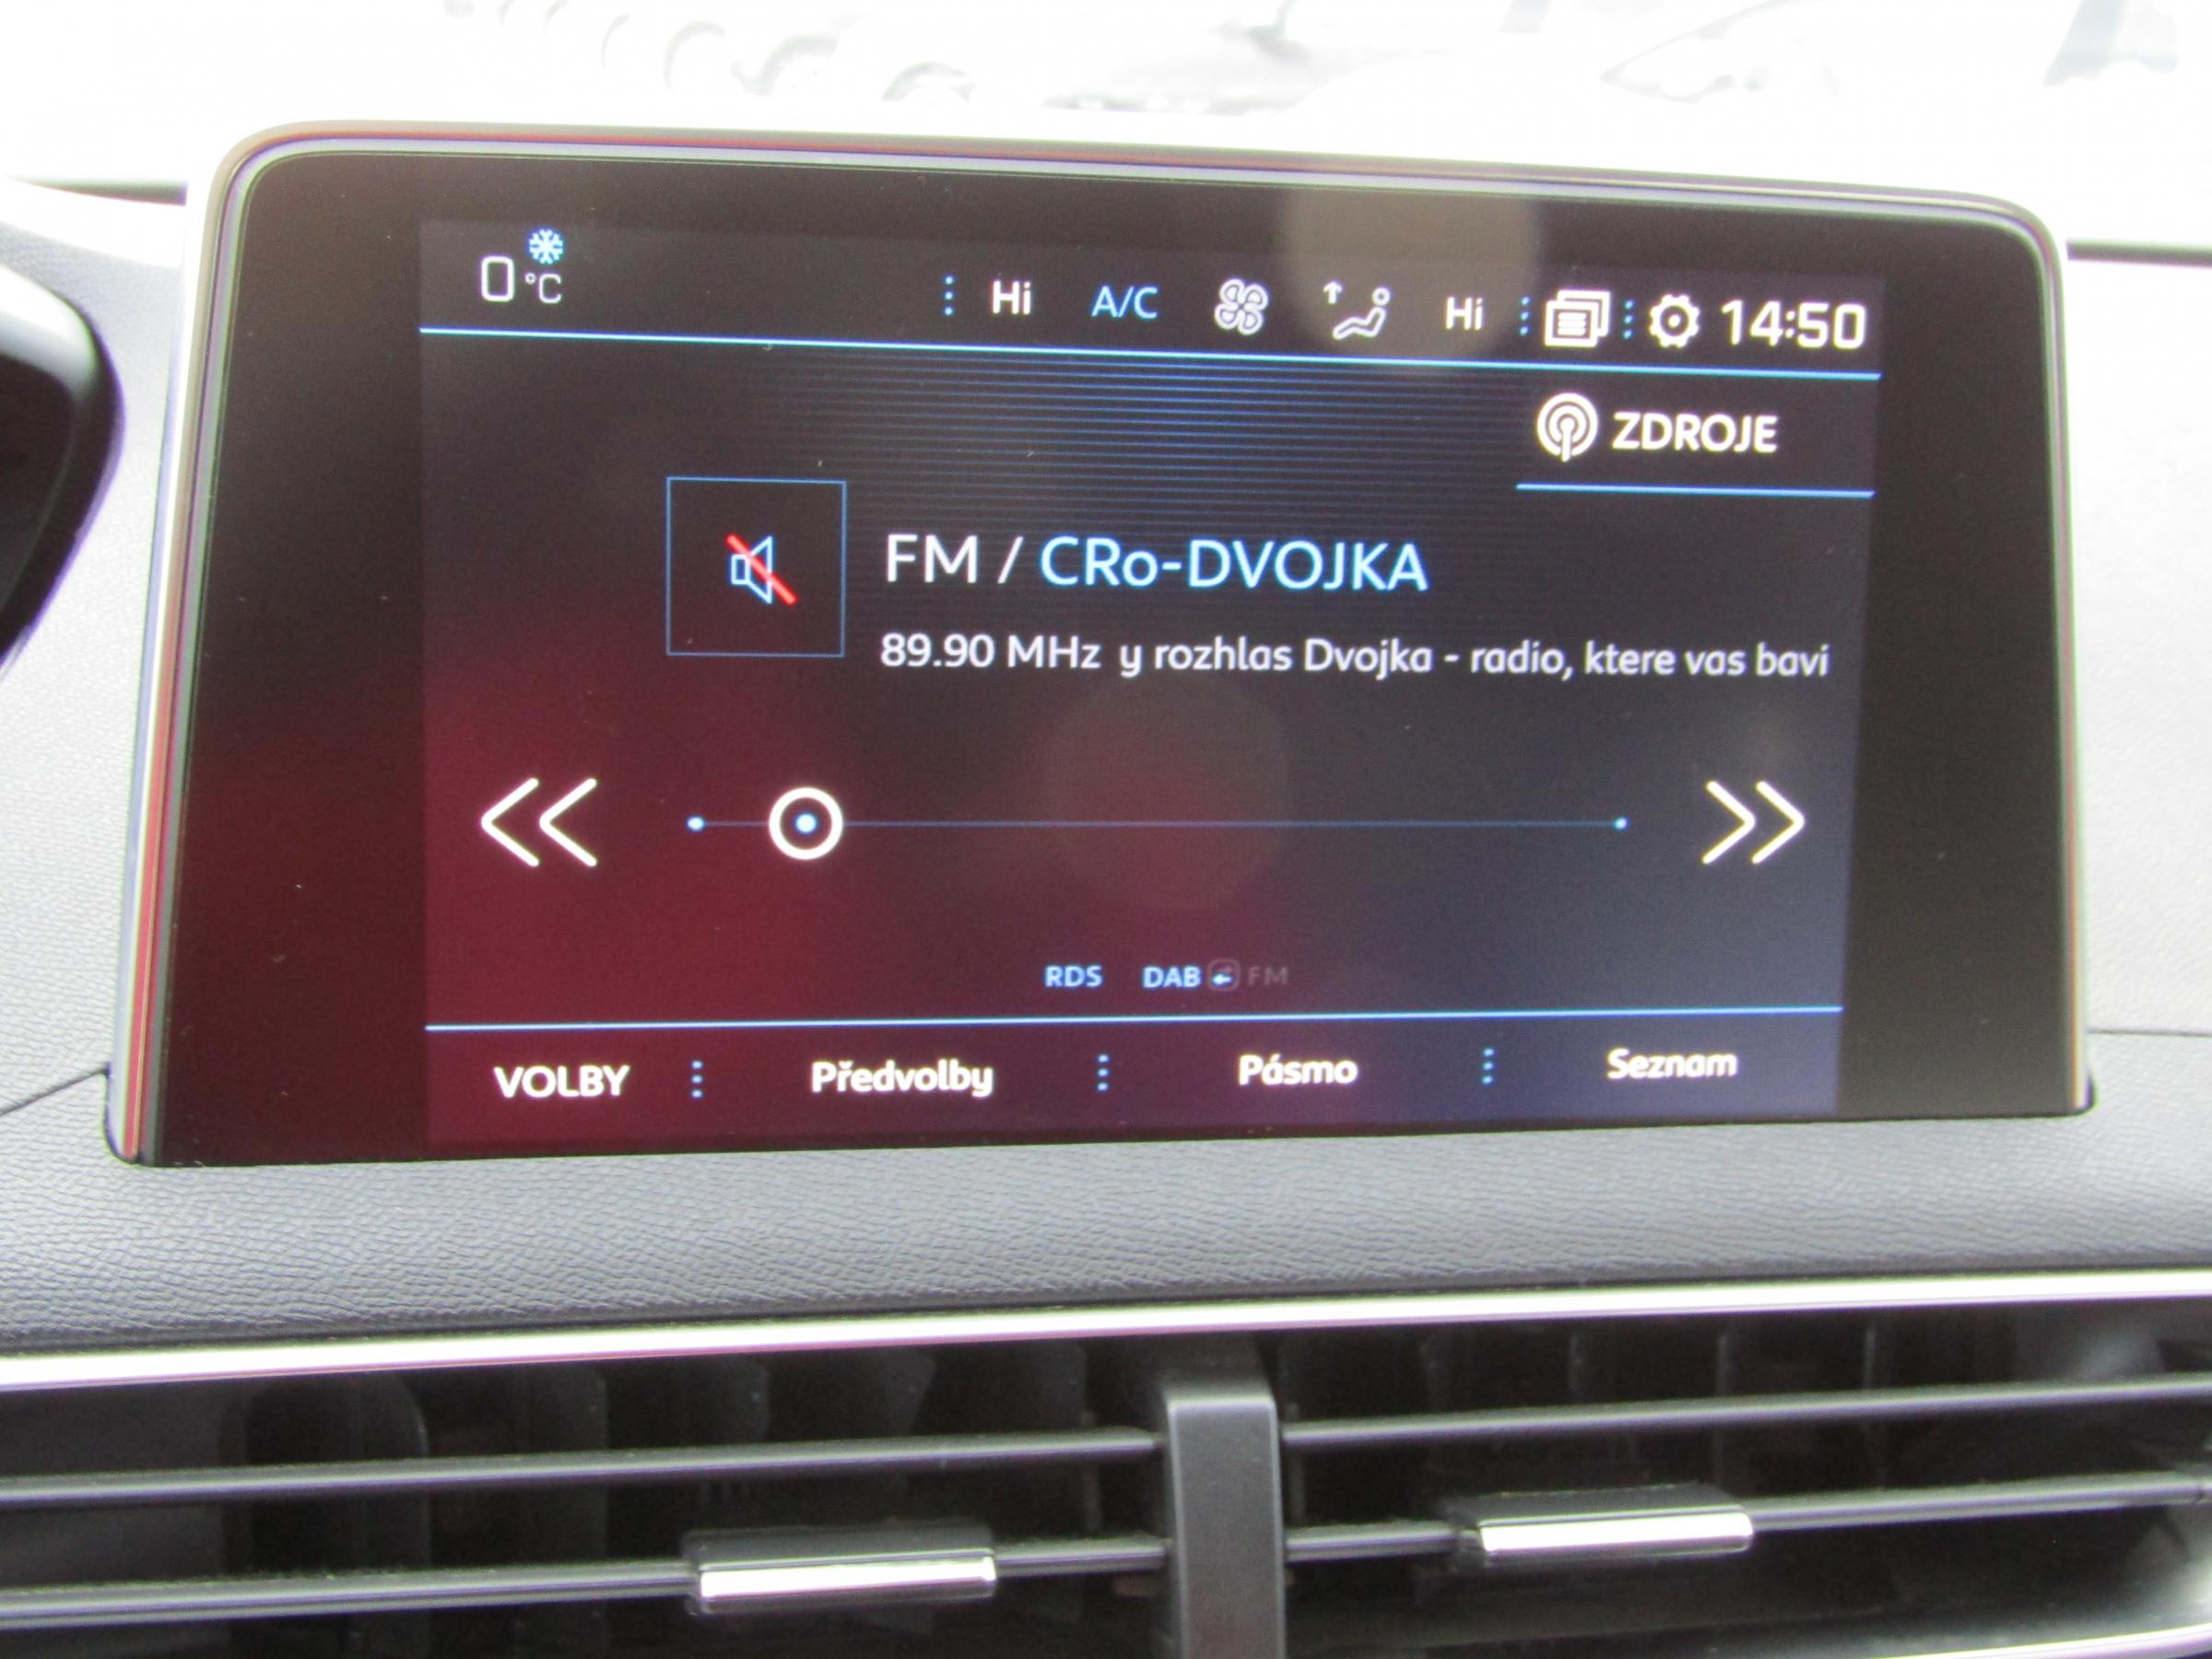 0 °C Hi A/C Hi 14:50
ZDROJE
FM / CRo-DVOJKA
89.90 MHz y rozhlas Dvojka - radio, ktere vas bavi
RDS DAB FM
VOLBY Předvolby Pásmo Seznam